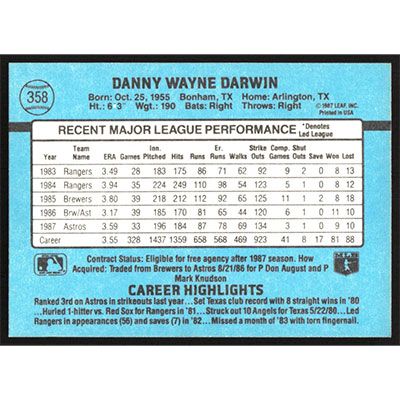 358
DANNY WAYNE DARWIN
Born: Oct. 25, 1955 Bonham, TX Home: Arlington, TX
Ht: 6'3" Wgt: 190 Bats: Right Throws: Right
©1987 LEAF, INC.
Printed in USA
RECENT MAJOR LEAGUE PERFORMANCE *Denotes Led League
Year Team Name ERA Games Inn. Pitched Hits Runs Er. Runs Walks Strike Outs Comp. Games Shut Outs Save Won Lost
1983 Rangers 3.49 28 183 175 86 71 62 92 9 2 0 8 13
1984 Rangers 3.94 35 224 249 110 98 54 123 5 1 0 8 12
1985 Brewers 3.80 39 218 212 112 92 65 125 11 1 2 8 18
1986 Brw/Ast 3.17 39 185 170 81 65 44 120 6 1 0 11 10
1987 Astros 3.59 33 196 184 87 78 69 134 3 1 0 9 10
Career 3.55 328 1437 1359 658 568 469 923 41 8 17 81 88
Contract Status: Eligible for free agency after 1987 season. How
Acquired: Traded from Brewers to Astros 8/21/86 for P Don August and P
Mark Knudson
MLB
CAREER HIGHLIGHTS
Ranked 3rd on Astros in strikeouts last year...Set Texas club record with 8 straight wins in '80
...Hurled 1-hitter vs. Red Sox for Rangers in '81...Struck out 10 Angels for Texas 5/22/80...Led
Rangers in appearances (56) and saves (7) in '82...Missed a month of '83 with torn fingernail.